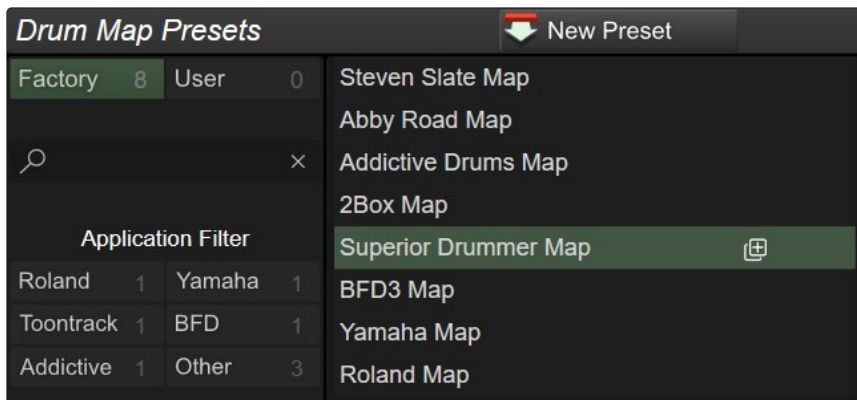 Drum Map Presets
New Preset
Factory 8 User 0
Application Filter
Roland 1 Yamaha 1
Toontrack 1 BFD 1
Addictive 1 Other 3
Steven Slate Map
Abby Road Map
Addictive Drums Map
2Box Map
Superior Drummer Map
BFD3 Map
Yamaha Map
Roland Map